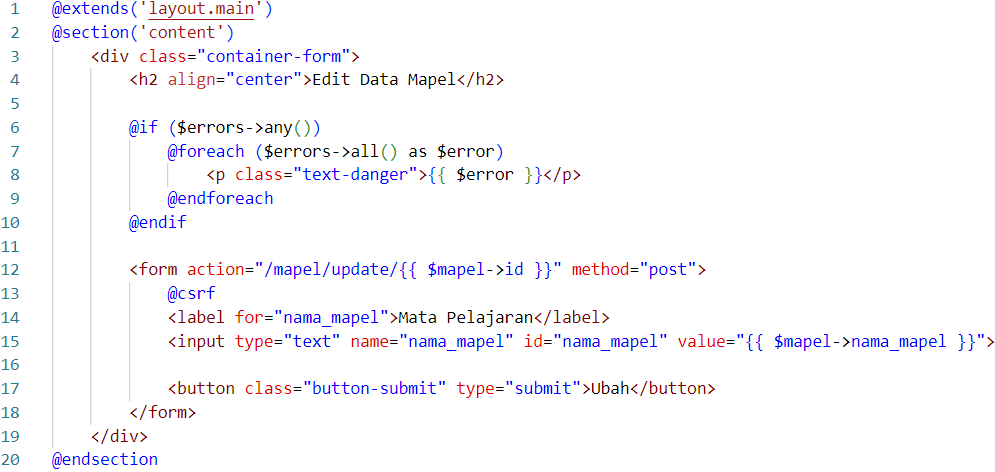 1 @extends('layout.main')
2 @section('content')
3 <div class="container-form">
4 <h2 align="center">Edit Data Mapel</h2>
5
6 @if ($errors->any())
7 @foreach ($errors->all() as $error)
8 <p class="text-danger">{{ $error }}</p>
9 @endforeach
10 @endif
11
12 <form action="/mapel/update/{{ $mapel->id }}" method="post">
13 @csrf
14 <label for="nama_mapel">Mata Pelajaran</label>
15 <input type="text" name="nama_mapel" id="nama_mapel" value="{{ $mapel->nama_mapel }}">
16
17 <button class="button-submit" type="submit">Ubah</button>
18 </form>
19 </div>
20 @endsection